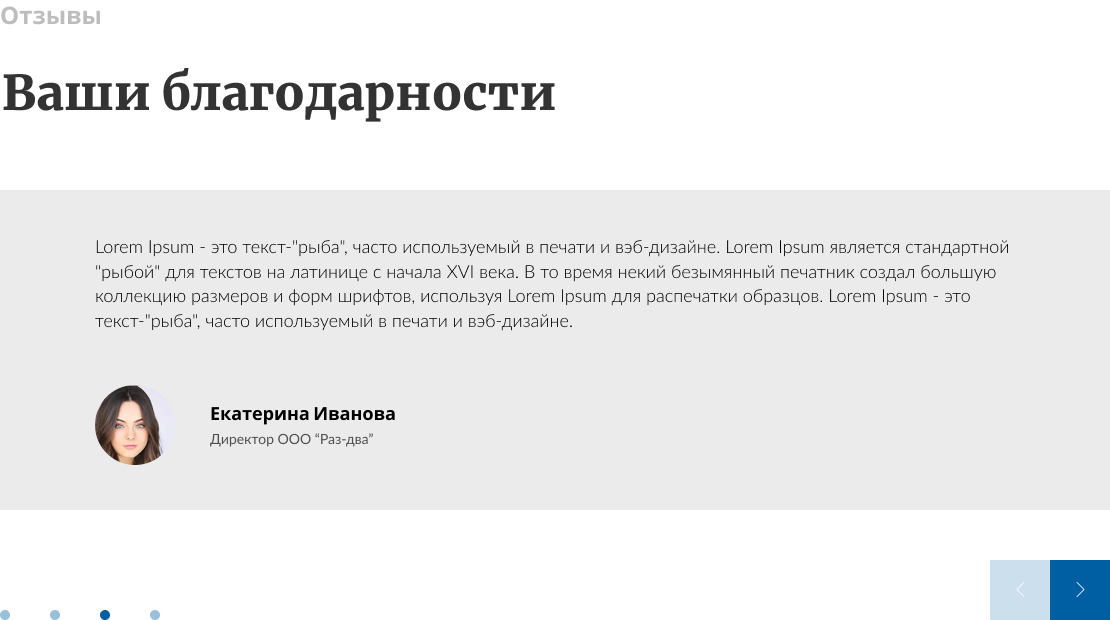 Отзывы
Ваши благодарности
Lorem Ipsum - это текст-"рыба", часто используемый в печати и вэб-дизайне. Lorem Ipsum является стандартной
"рыбой" для текстов на латинице с начала XVI века. В то время некий безымянный печатник создал большую
коллекцию размеров и форм шрифтов, используя Lorem Ipsum для распечатки образцов. Lorem Ipsum - это
текст-"рыба", часто используемый в печати и вэб-дизайне.
Екатерина Иванова
Директор ООО “Раз-два”